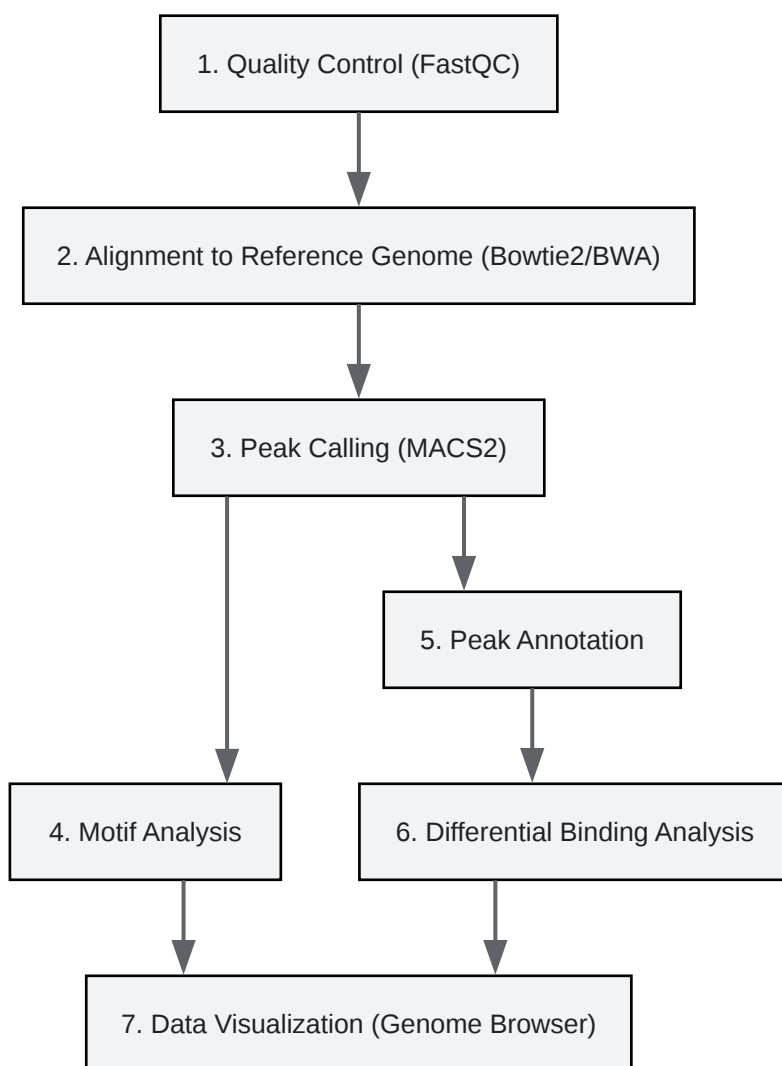 1. Quality Control (FastQC)
2. Alignment to Reference Genome (Bowtie2/BWA)
3. Peak Calling (MACS2)
5. Peak Annotation
4. Motif Analysis
6. Differential Binding Analysis
7. Data Visualization (Genome Browser)